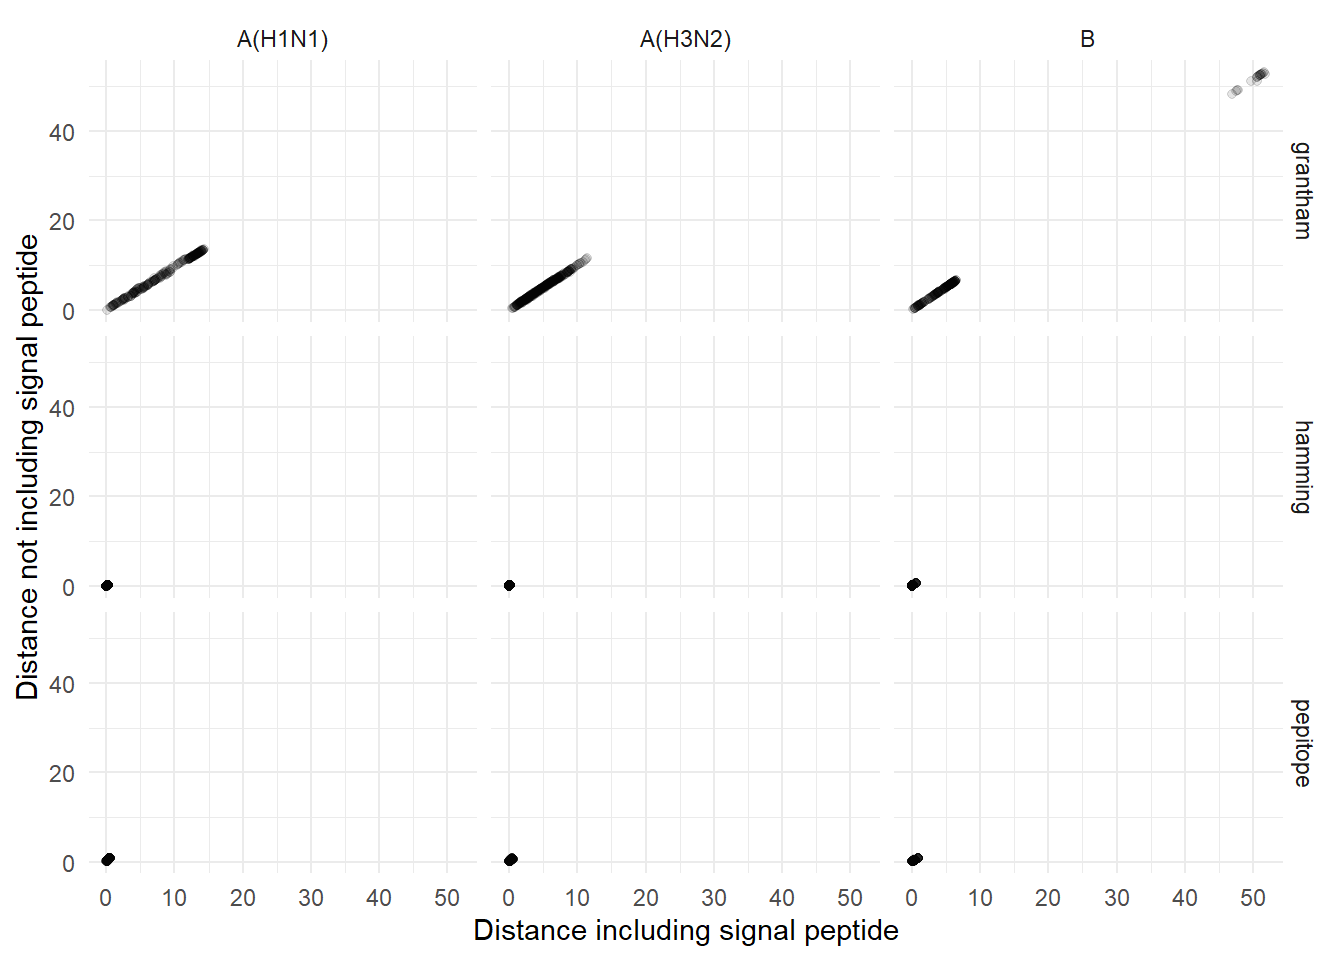 A(H1N1) A(H3N2) B
Distance not including signal peptide
40
20
0
grantham
40
20
0
hamming
40
20
0
pepitope
0 10 20 30 40 50 0 10 20 30 40 50 0 10 20 30 40 50
Distance including signal peptide